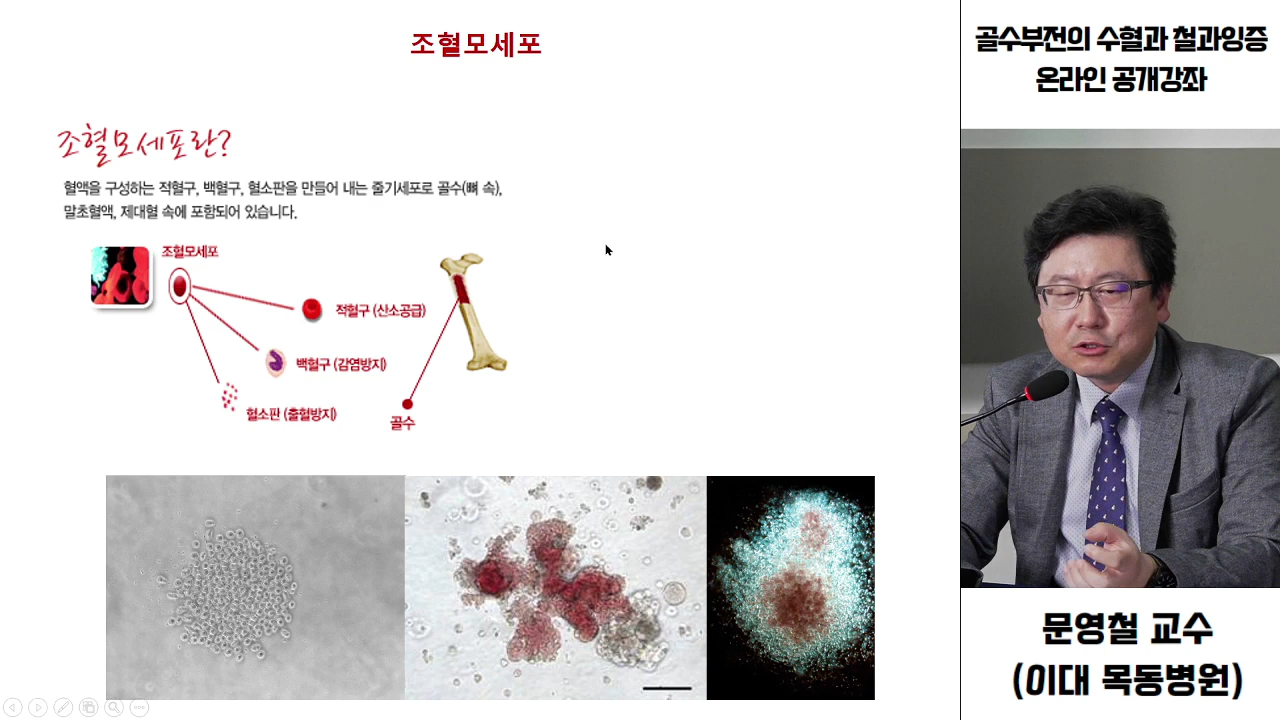 조혈모세포
조혈모세포란?
혈액을 구성하는 적혈구, 백혈구, 혈소판을 만들어 내는 줄기세포로 골수(뼈 속),
말초혈액, 제대혈 속에 포함되어 있습니다.
조혈모세포
적혈구 (산소공급)
백혈구 (감염방지)
혈소판 (출혈방지)
골수
골수부전의 수혈과 철과잉증
온라인 공개강좌
문영철 교수
(이대 목동병원)